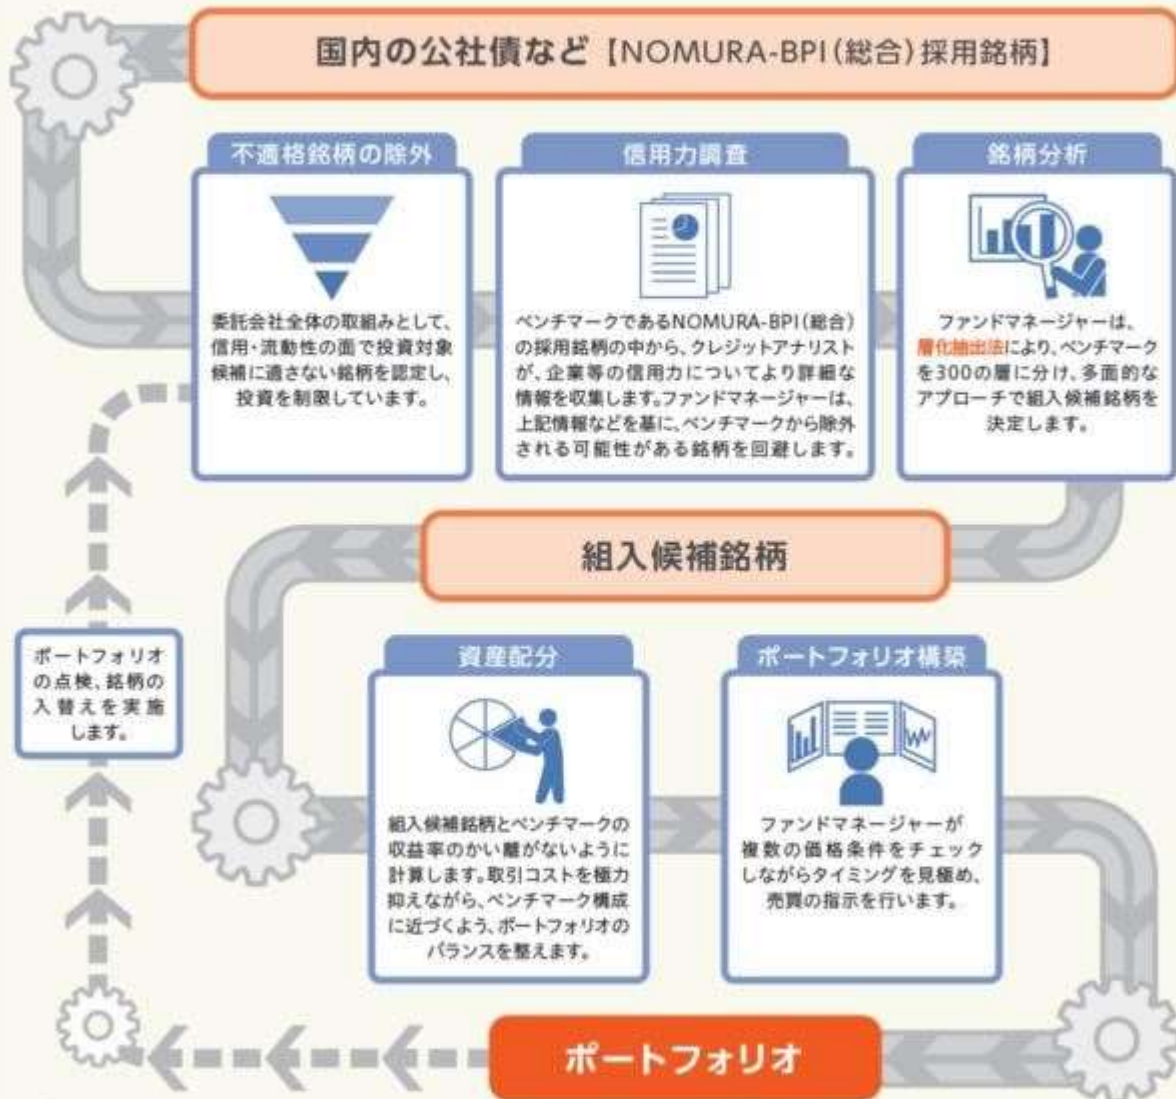 国内の公社債など【NOMURA-BPI(総合)採用銘柄】
不適格銘柄の除外
委託会社全体の取組みとして、
信用・流動性の面で投資対象
候補に適さない銘柄を認定し、
投資を制限しています。
信用力調査
ベンチマークであるNOMURA-BPI(総合)
の採用銘柄の中から、クレジットアナリスト
が、企業等の信用力についてより詳細な
情報を収集します。ファンドマネージャーは、
上記情報などを基に、ベンチマークから除外
される可能性がある銘柄を回避します。
銘柄分析
ファンドマネージャーは、
層化抽出法により、ベンチマーク
を300の層に分け、多面的な
アプローチで組入候補銘柄を
決定します。
組入候補銘柄
ポートフォリオ
の点検、銘柄の
入替えを実施
します。
資産配分
組入候補銘柄とベンチマークの
収益率のかい離がないように
計算します。取引コストを極力
抑えながら、ベンチマーク構成
に近づくよう、ポートフォリオの
バランスを整えます。
ポートフォリオ構築
ファンドマネージャーが
複数の価格条件をチェック
しながらタイミングを見極め、
売買の指示を行います。
ポートフォリオ